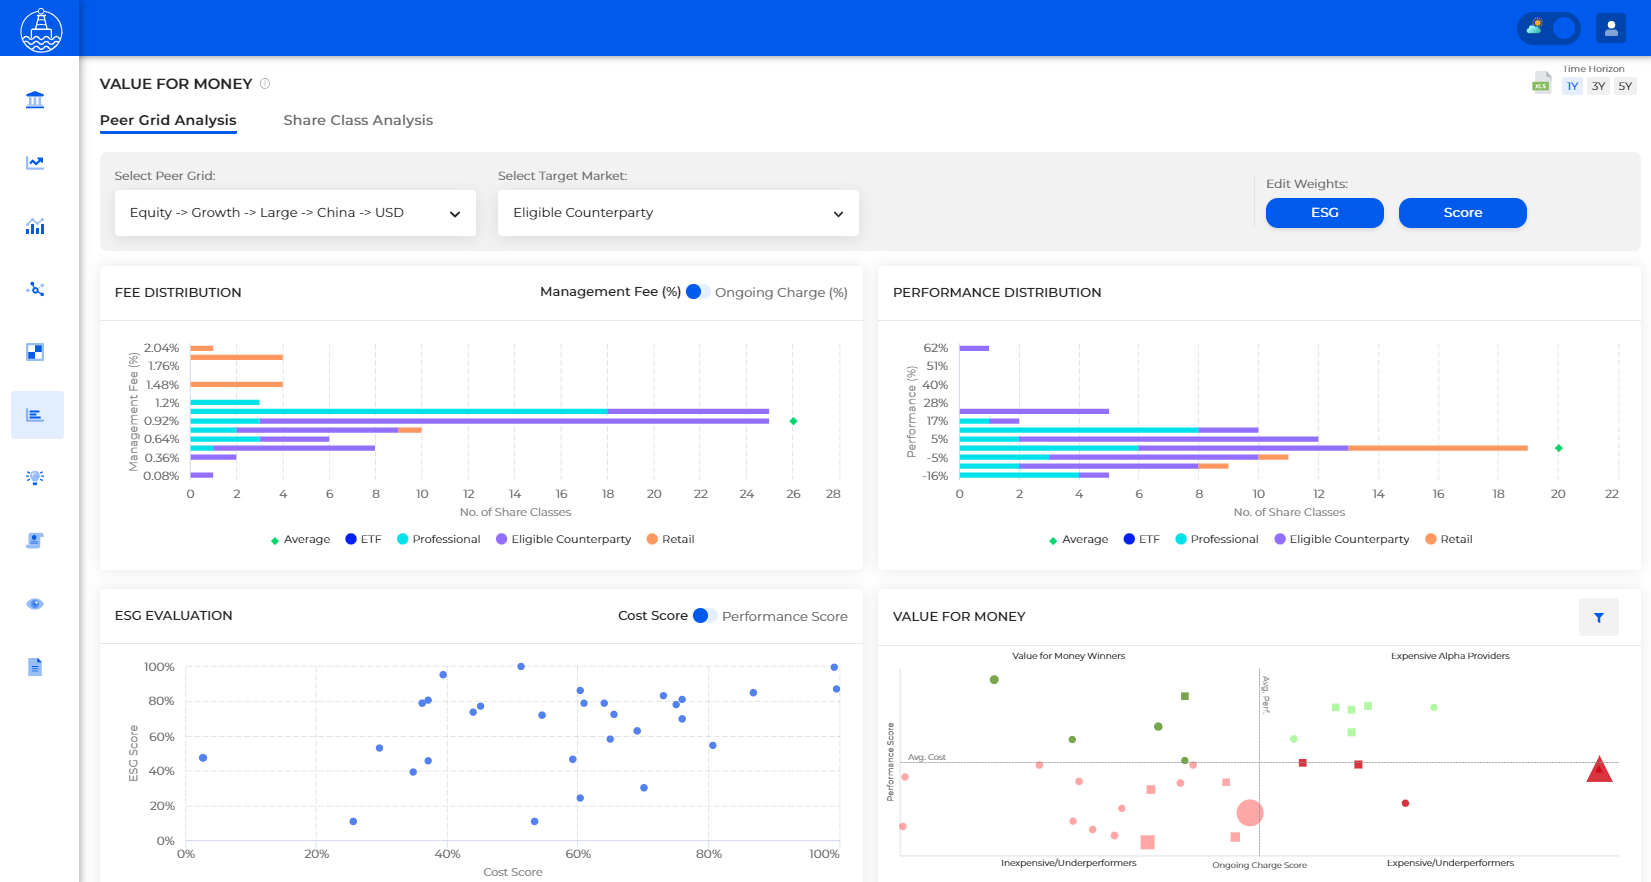 Time Horizon
VALUE FOR MONEY
XLS
1Y 3Y 5Y
Peer Grid Analysis Share Class Analysis
Select Peer Grid: Select Target Market: Edit Weights:
Equity -> Growth -> Large -> China -> USD Eligible Counterparty ESG Score
FEE DISTRIBUTION Management Fee (%) Ongoing Charge (%)
Management Fee (%)
2.04%
1.76%
1.48%
1.2%
0.92%
0.64%
0.36%
0.08%
0 2 4 6 8 10 12 14 16 18 20 22 24 26 28
No. of Share Classes
Average ETF Professional Eligible Counterparty Retail
PERFORMANCE DISTRIBUTION
Performance (%)
62%
51%
40%
28%
17%
5%
-5%
-16%
0 2 4 6 8 10 12 14 16 18 20 22
No. of Share Classes
Average ETF Professional Eligible Counterparty Retail
ESG EVALUATION Cost Score Performance Score
ESG Score
100%
80%
60%
40%
20%
0%
0% 20% 40% 60% 80% 100%
Cost Score
VALUE FOR MONEY
Value for Money Winners Expensive Alpha Providers
Avg. Perf.
Performance Score
Avg. Cost
Inexpensive/Underperformers Ongoing Charge Score Expensive/Underperformers